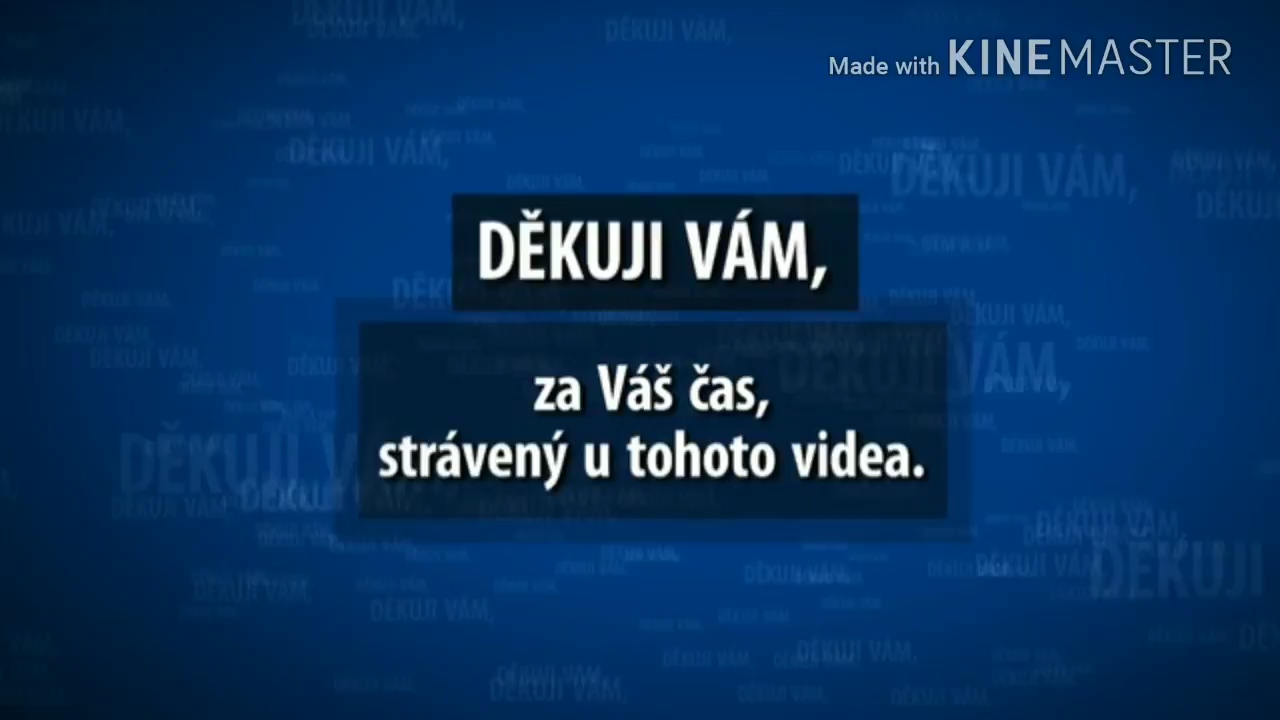 Made with KINEMASTER
DĚKUJI VÁM,
za Váš čas,
strávený u tohoto videa.